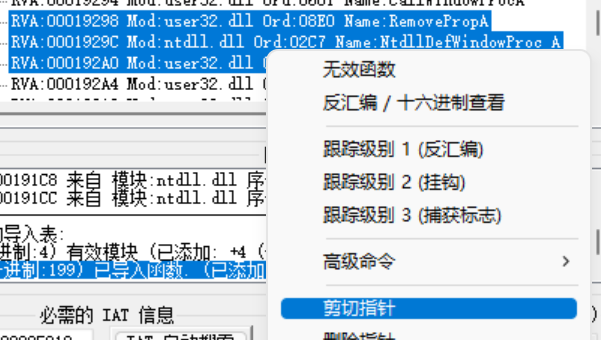 RVA:00019294 Mod:user32.dll Ord:0001 Name:CallWindowProcA
RVA:00019298 Mod:user32.dll Ord:08E0 Name:RemovePropA
RVA:0001929C Mod:ntdll.dll Ord:02C7 Name:NtdllDefWindowProc_A
RVA:000192A0 Mod:user32.dll
RVA:000192A4 Mod:user32.dll
无效函数
反汇编 / 十六进制查看
跟踪级别 1 (反汇编)
跟踪级别 2 (挂钩)
跟踪级别 3 (捕获标志)
高级命令
剪切指针
删除指针
00191C8 来自 模块:ntdll.dll 序
00191CC 来自 模块:ntdll.dll 序
导入表:
进制:4) 有效模块 (已添加: +4 (
进制:199) 已导入函数. (已添加
必需的 IAT 信息
IAT 自动搜索